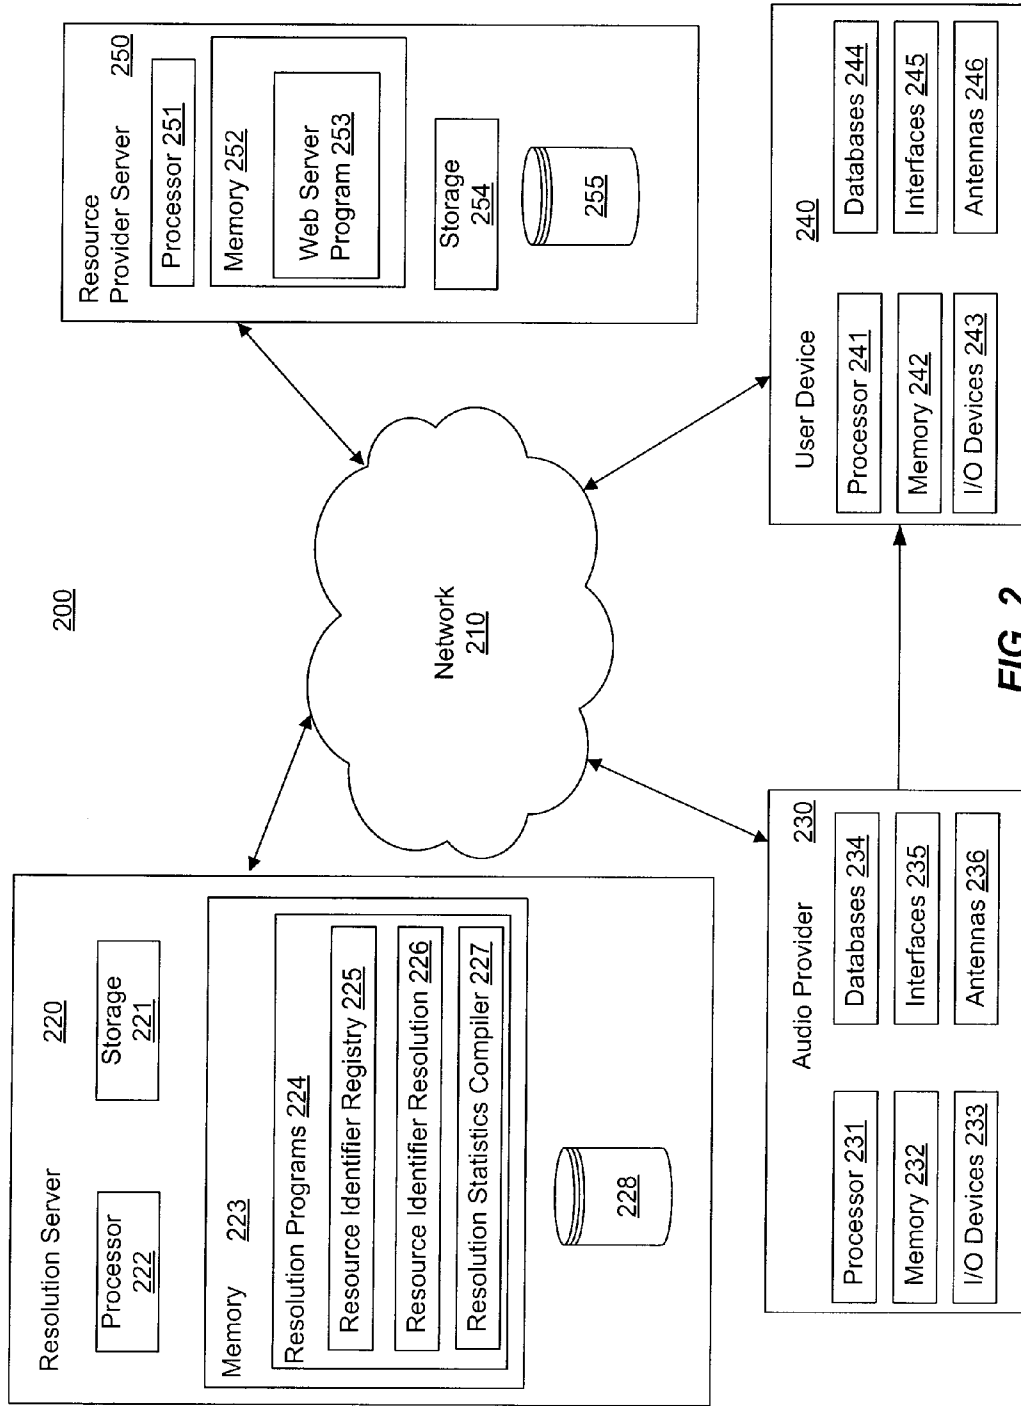 200
Resolution Server
220
Processor
222
Storage
221
Memory 223
Resolution Programs 224
Resource Identifier Registry 225
Resource Identifier Resolution 226
Resolution Statistics Compiler 227
228
Resource
Provider Server
250
Processor 251
Memory 252
Web Server
Program 253
Storage
254
255
Network
210
Audio Provider
230
Processor 231
Memory 232
I/O Devices 233
Databases 234
Interfaces 235
Antennas 236
User Device
240
Processor 241
Memory 242
I/O Devices 243
Databases 244
Interfaces 245
Antennas 246
FIG. 2